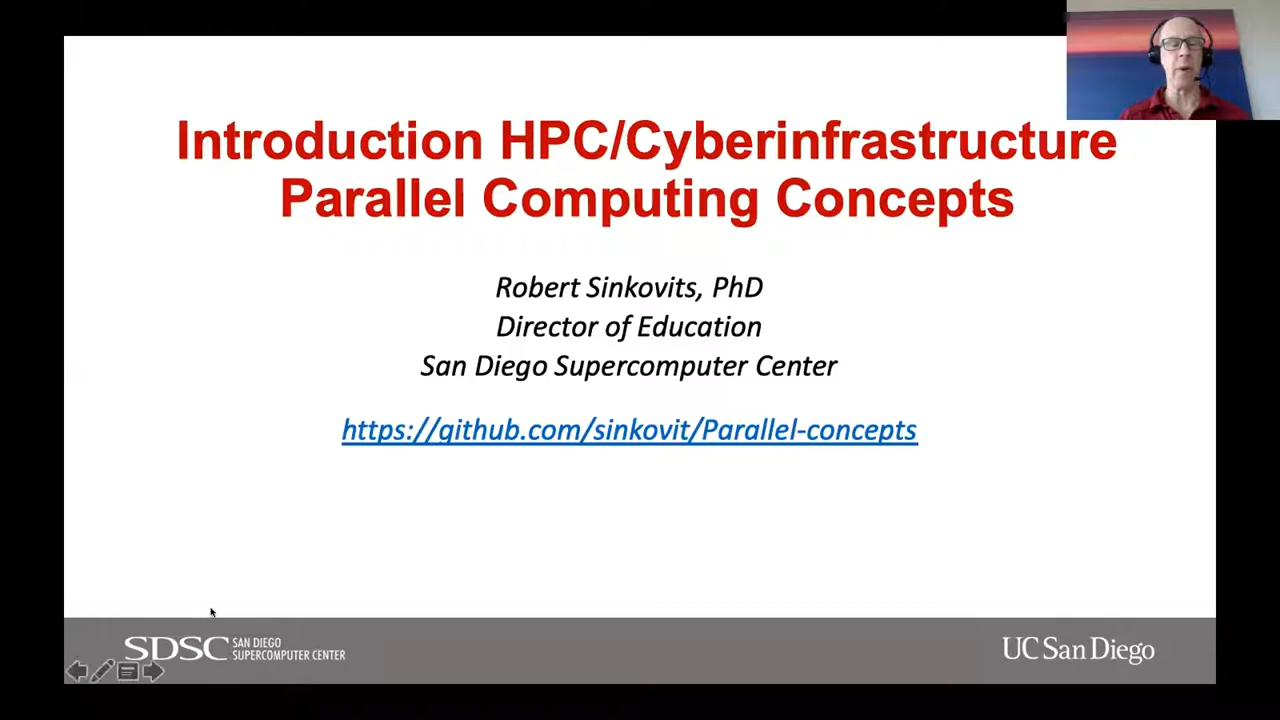 Introduction HPC/Cyberinfrastructure
Parallel Computing Concepts
Robert Sinkovits, PhD
Director of Education
San Diego Supercomputer Center
https://github.com/sinkovit/Parallel-concepts
SDSC SAN DIEGO
SUPERCOMPUTER CENTER
UC San Diego